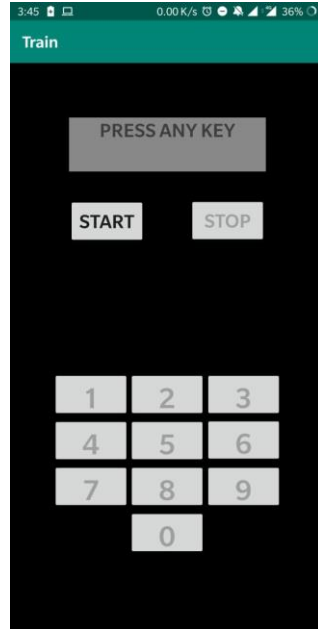 3:45 0.00 K/s 36%
Train
PRESS ANY KEY
START STOP
1 2 3
4 5 6
7 8 9
0